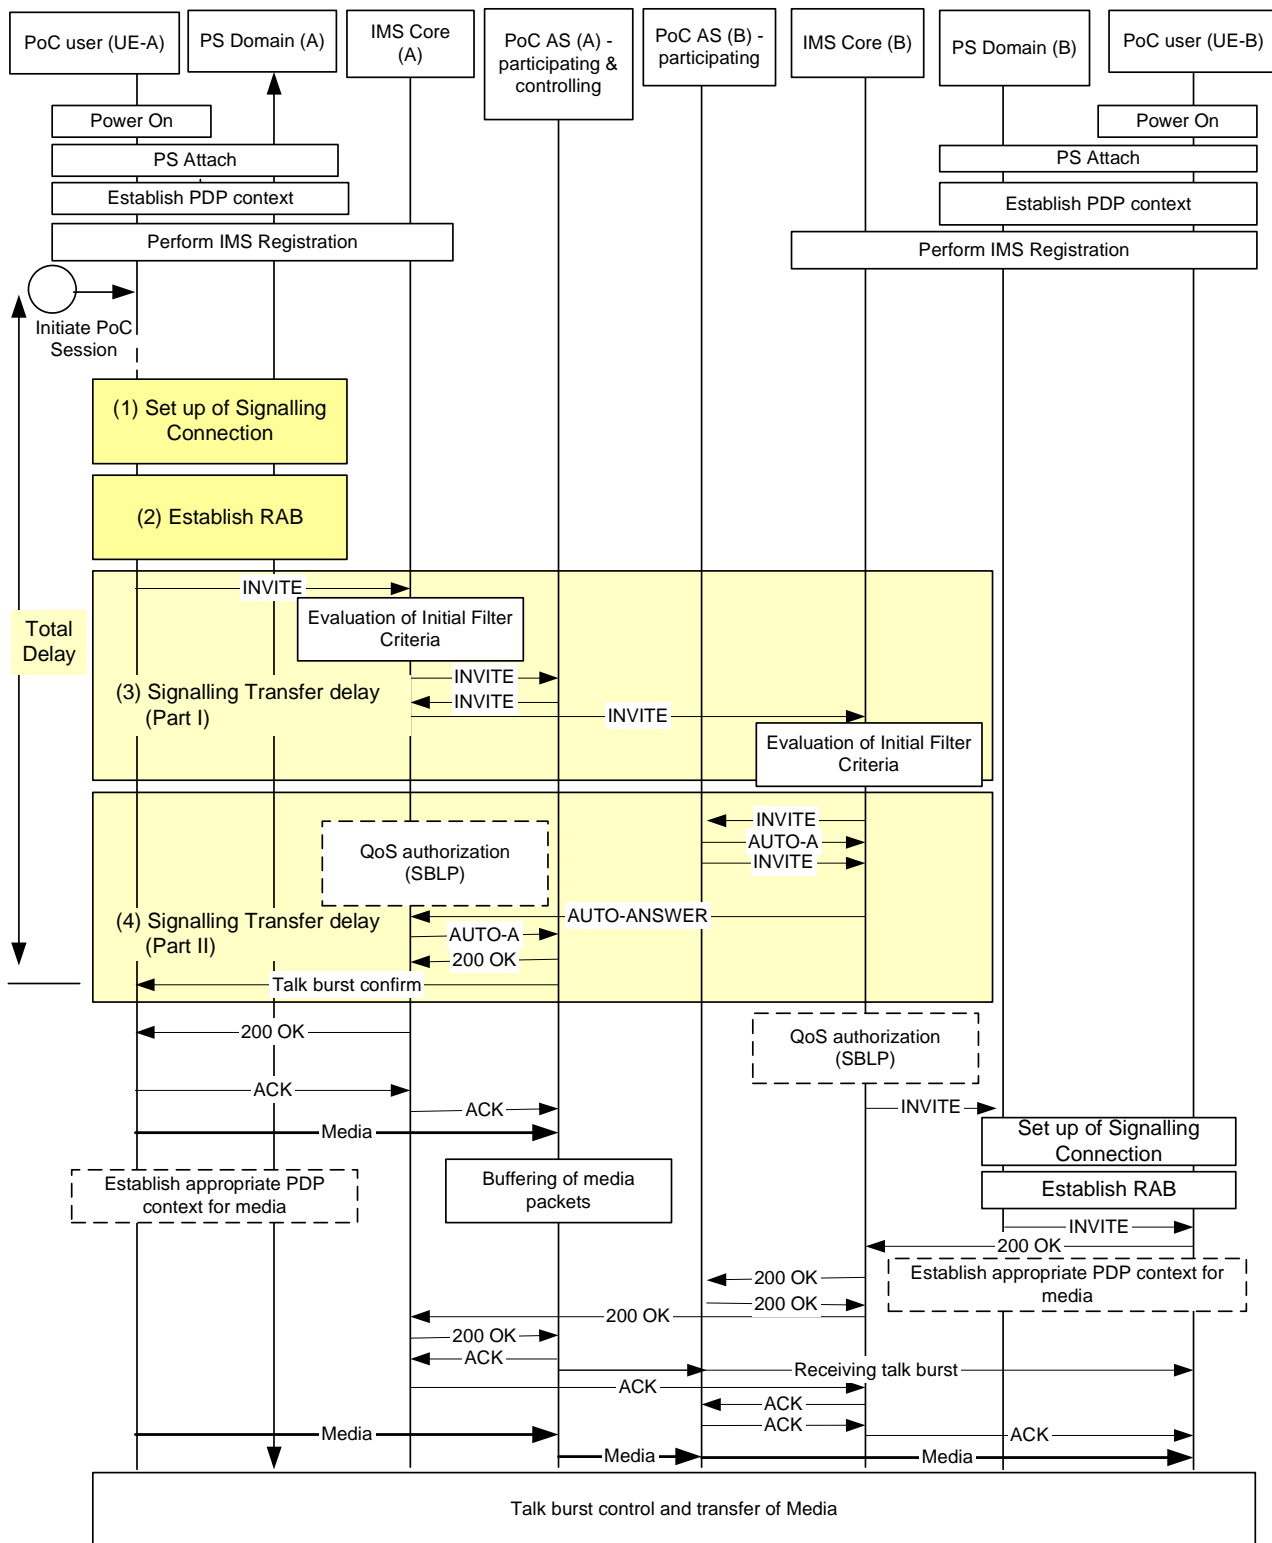 PoC user (UE-A)
PS Domain (A)
IMS Core
(A)
PoC AS (A) -
participating &
controlling
PoC AS (B) -
participating
IMS Core (B)
PS Domain (B)
PoC user (UE-B)
Power On
Power On
PS Attach
PS Attach
Establish PDP context
Establish PDP context
Perform IMS Registration
Perform IMS Registration
Initiate PoC
Session
(1) Set up of Signalling
Connection
(2) Establish RAB
Total
Delay
INVITE
Evaluation of Initial Filter
Criteria
INVITE
(3) Signalling Transfer delay
(Part I)
INVITE
INVITE
Evaluation of Initial Filter
Criteria
INVITE
AUTO-A
INVITE
QoS authorization
(SBLP)
(4) Signalling Transfer delay
(Part II)
AUTO-ANSWER
AUTO-A
200 OK
Talk burst confirm
200 OK
QoS authorization
(SBLP)
ACK
ACK
INVITE
Media
Set up of Signalling
Connection
Establish appropriate PDP
context for media
Buffering of media
packets
Establish RAB
INVITE
200 OK
Establish appropriate PDP context for
media
200 OK
200 OK
200 OK
200 OK
ACK
Receiving talk burst
ACK
ACK
ACK
Media
ACK
Media
Media
Talk burst control and transfer of Media